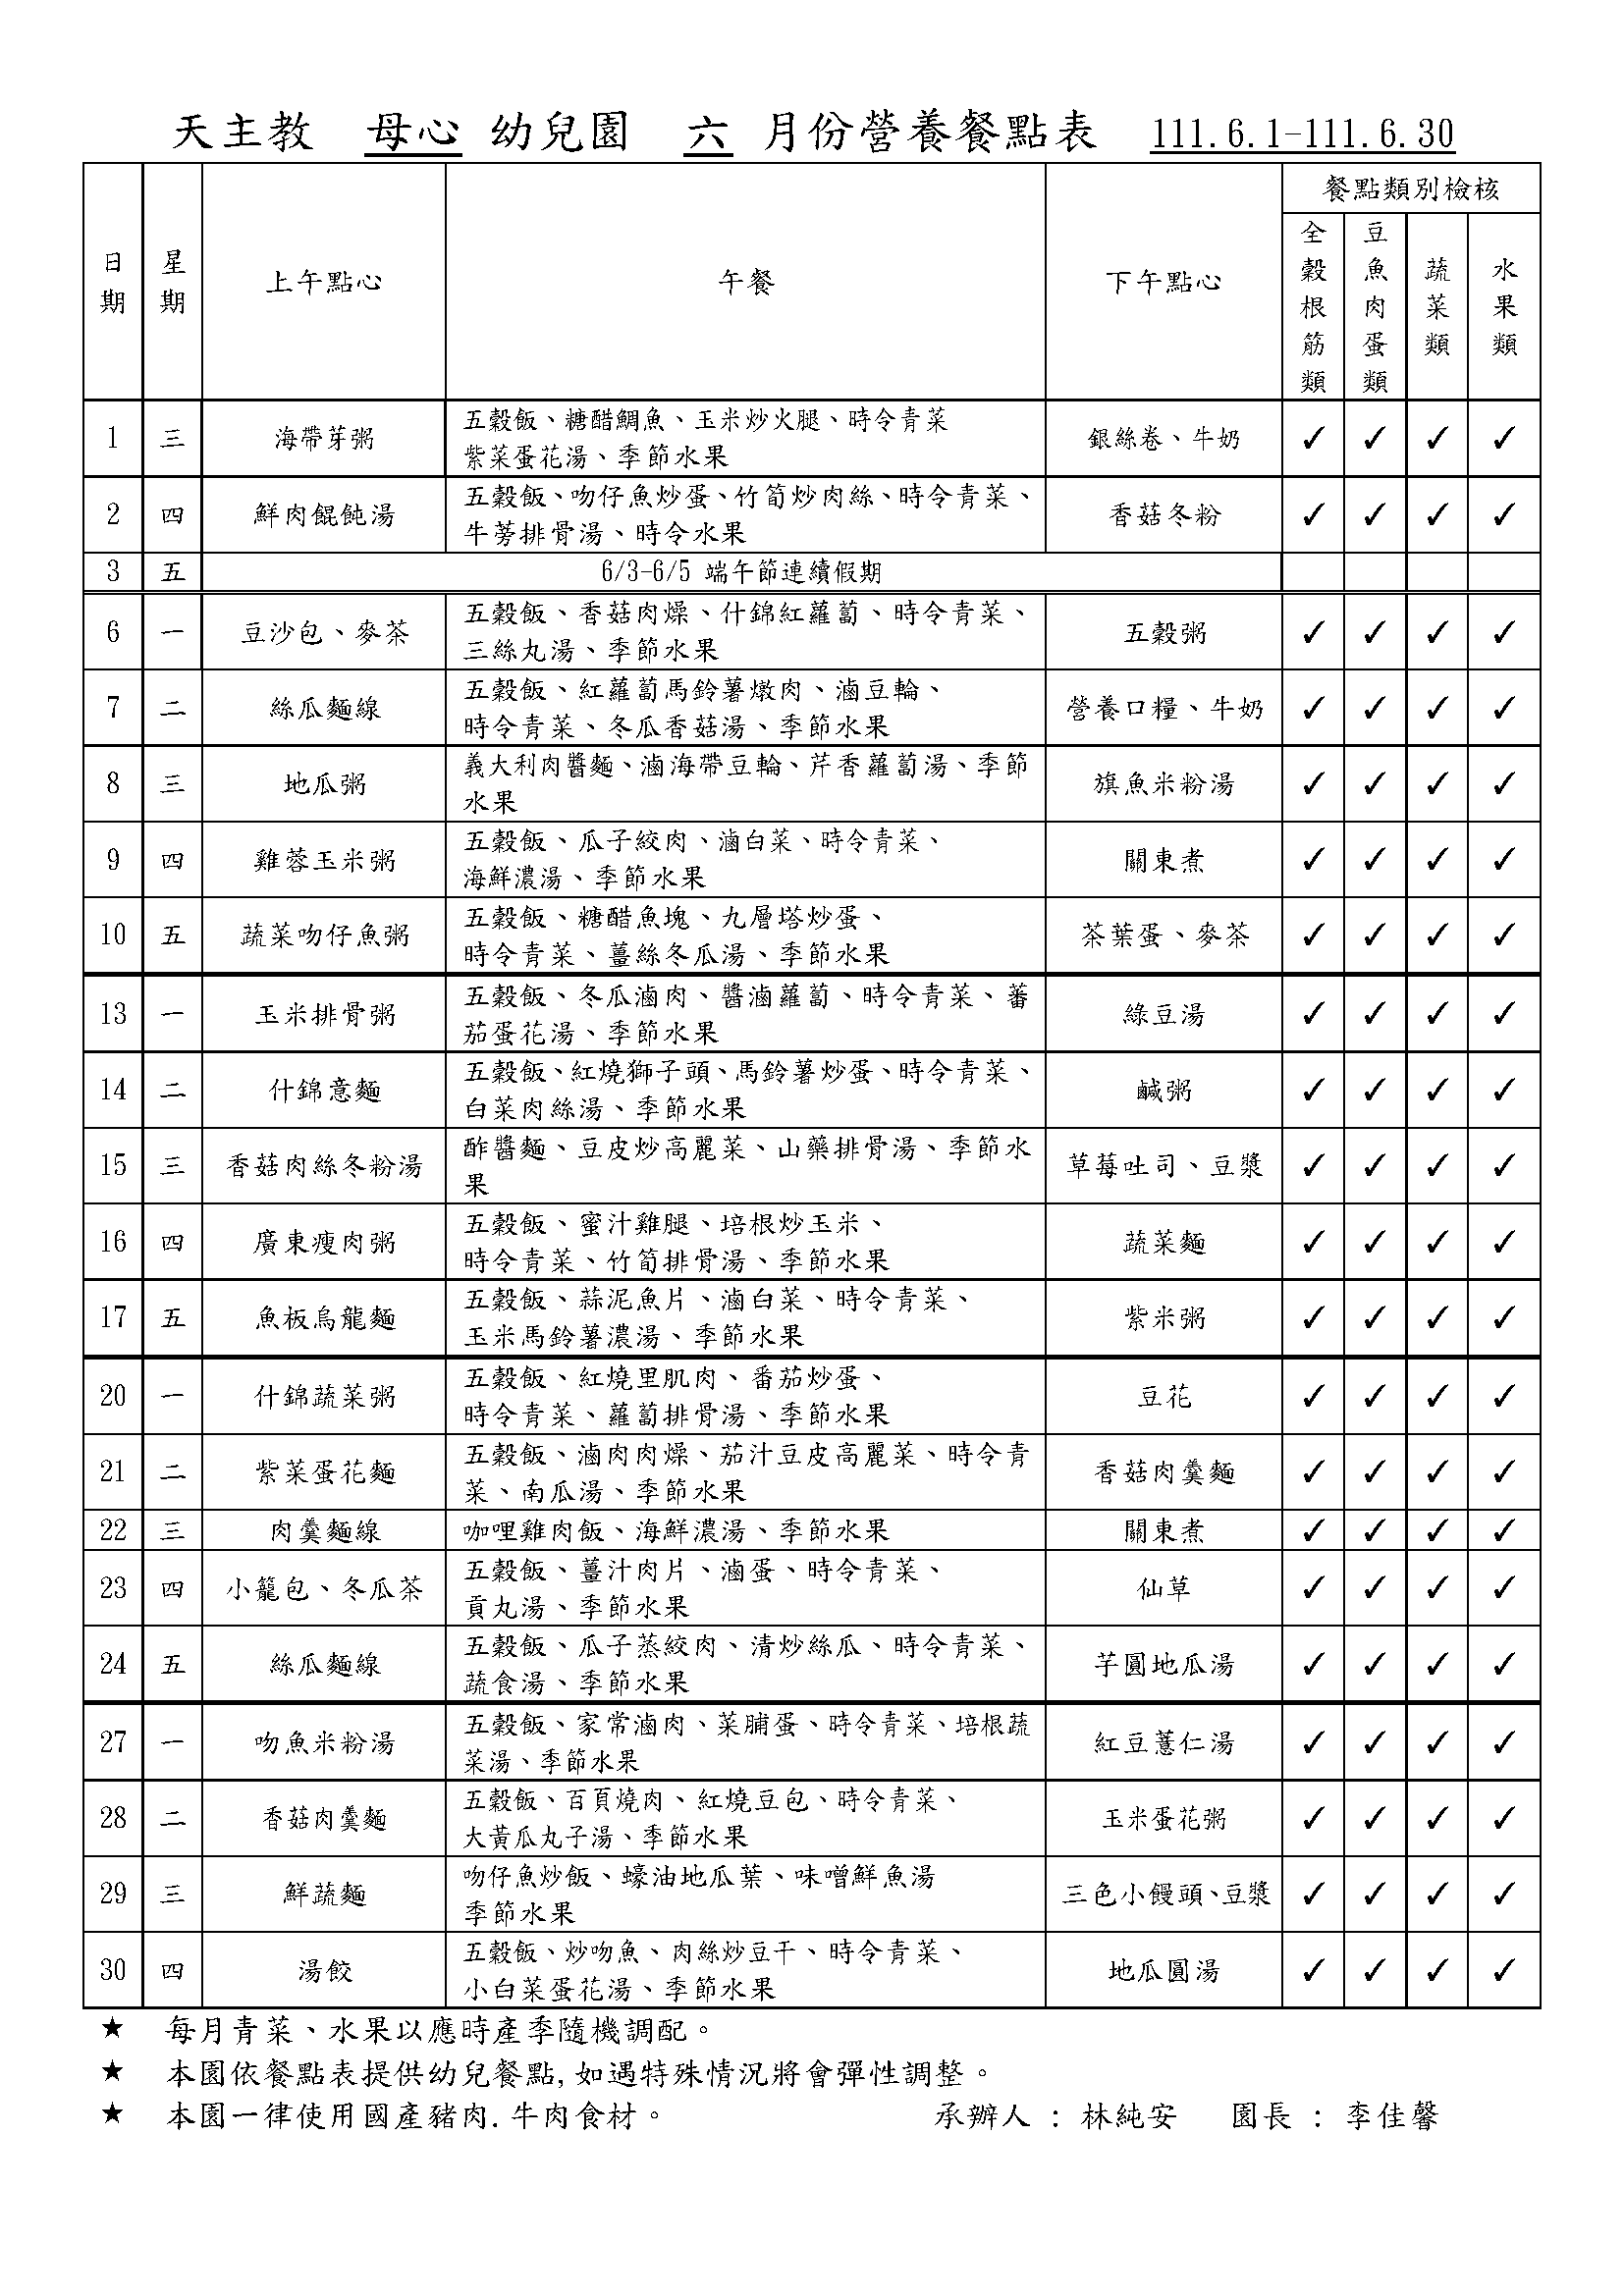 天主教 母心 幼兒園 六 月份營養餐點表 111.6.1-111.6.30
日期 星期 上午點心 午餐 下午點心 餐點類別檢核
全穀根筋類 豆魚肉蛋類 蔬菜類 水果類
1 三 海帶芽粥 五穀飯、糖醋鯛魚、玉米炒火腿、時令青菜 銀絲卷、牛奶 ✓ ✓ ✓ ✓
紫菜蛋花湯、季節水果
2 四 鮮肉餛飩湯 五穀飯、吻仔魚炒蛋、竹筍炒肉絲、時令青菜、 香菇冬粉 ✓ ✓ ✓ ✓
牛蒡排骨湯、時令水果
3 五 6/3-6/5 端午節連續假期
6 一 豆沙包、麥茶 五穀飯、香菇肉燥、什錦紅蘿蔔、時令青菜、 五穀粥 ✓ ✓ ✓ ✓
三絲丸湯、季節水果
7 二 絲瓜麵線 五穀飯、紅蘿蔔馬鈴薯燉肉、滷豆輪、 營養口糧、牛奶 ✓ ✓ ✓ ✓
時令青菜、冬瓜香菇湯、季節水果
8 三 地瓜粥 義大利肉醬麵、滷海帶豆輪、芹香蘿蔔湯、季節 旗魚米粉湯 ✓ ✓ ✓ ✓
水果
9 四 雞蓉玉米粥 五穀飯、瓜子絞肉、滷白菜、時令青菜、 關東煮 ✓ ✓ ✓ ✓
海鮮濃湯、季節水果
10 五 蔬菜吻仔魚粥 五穀飯、糖醋魚塊、九層塔炒蛋、 茶葉蛋、麥茶 ✓ ✓ ✓ ✓
時令青菜、薑絲冬瓜湯、季節水果
13 一 玉米排骨粥 五穀飯、冬瓜滷肉、醬滷蘿蔔、時令青菜、蕃 綠豆湯 ✓ ✓ ✓ ✓
茄蛋花湯、季節水果
14 二 什錦意麵 五穀飯、紅燒獅子頭、馬鈴薯炒蛋、時令青菜、 鹹粥 ✓ ✓ ✓ ✓
白菜肉絲湯、季節水果
15 三 香菇肉絲冬粉湯 酢醬麵、豆皮炒高麗菜、山藥排骨湯、季節水 草莓吐司、豆漿 ✓ ✓ ✓ ✓
果
16 四 廣東瘦肉粥 五穀飯、蜜汁雞腿、培根炒玉米、 蔬菜麵 ✓ ✓ ✓ ✓
時令青菜、竹筍排骨湯、季節水果
17 五 魚板烏龍麵 五穀飯、蒜泥魚片、滷白菜、時令青菜、 紫米粥 ✓ ✓ ✓ ✓
玉米馬鈴薯濃湯、季節水果
20 一 什錦蔬菜粥 五穀飯、紅燒里肌肉、番茄炒蛋、 豆花 ✓ ✓ ✓ ✓
時令青菜、蘿蔔排骨湯、季節水果
21 二 紫菜蛋花麵 五穀飯、滷肉肉燥、茄汁豆皮高麗菜、時令青 香菇肉羹麵 ✓ ✓ ✓ ✓
菜、南瓜湯、季節水果
22 三 肉羹麵線 咖哩雞肉飯、海鮮濃湯、季節水果 關東煮 ✓ ✓ ✓ ✓
23 四 小籠包、冬瓜茶 五穀飯、薑汁肉片、滷蛋、時令青菜、 仙草 ✓ ✓ ✓ ✓
貢丸湯、季節水果
24 五 絲瓜麵線 五穀飯、瓜子蒸絞肉、清炒絲瓜、時令青菜、 芋圓地瓜湯 ✓ ✓ ✓ ✓
蔬食湯、季節水果
27 一 吻魚米粉湯 五穀飯、家常滷肉、菜脯蛋、時令青菜、培根蔬 紅豆薏仁湯 ✓ ✓ ✓ ✓
菜湯、季節水果
28 二 香菇肉羹麵 五穀飯、百頁燒肉、紅燒豆包、時令青菜、 玉米蛋花粥 ✓ ✓ ✓ ✓
大黃瓜丸子湯、季節水果
29 三 鮮蔬麵 吻仔魚炒飯、蠔油地瓜葉、味噌鮮魚湯 三色小饅頭、豆漿 ✓ ✓ ✓ ✓
季節水果
30 四 湯餃 五穀飯、炒吻魚、肉絲炒豆干、時令青菜、 地瓜圓湯 ✓ ✓ ✓ ✓
小白菜蛋花湯、季節水果
★ 每月青菜、水果以應時產季隨機調配。
★ 本園依餐點表提供幼兒餐點,如遇特殊情況將會彈性調整。
★ 本園一律使用國產豬肉.牛肉食材。 承辦人:林純安 園長:李佳馨